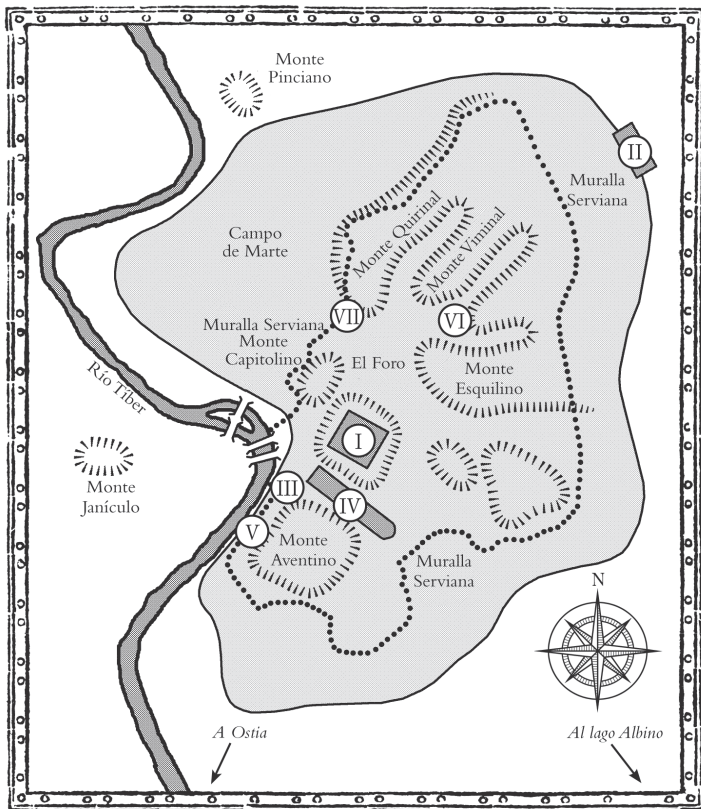 Monte
Pinciano
II
Muralla
Serviana
Campo
de Marte
Monte Quirinal
Monte Viminal
VII
VI
Muralla Serviana
Monte
Capitolino
El Foro
Monte
Esquilino
Río Tíber
I
Monte
Janículo
III
IV
V
Monte
Aventino
Muralla
Serviana
N
A Ostia
Al lago Albino